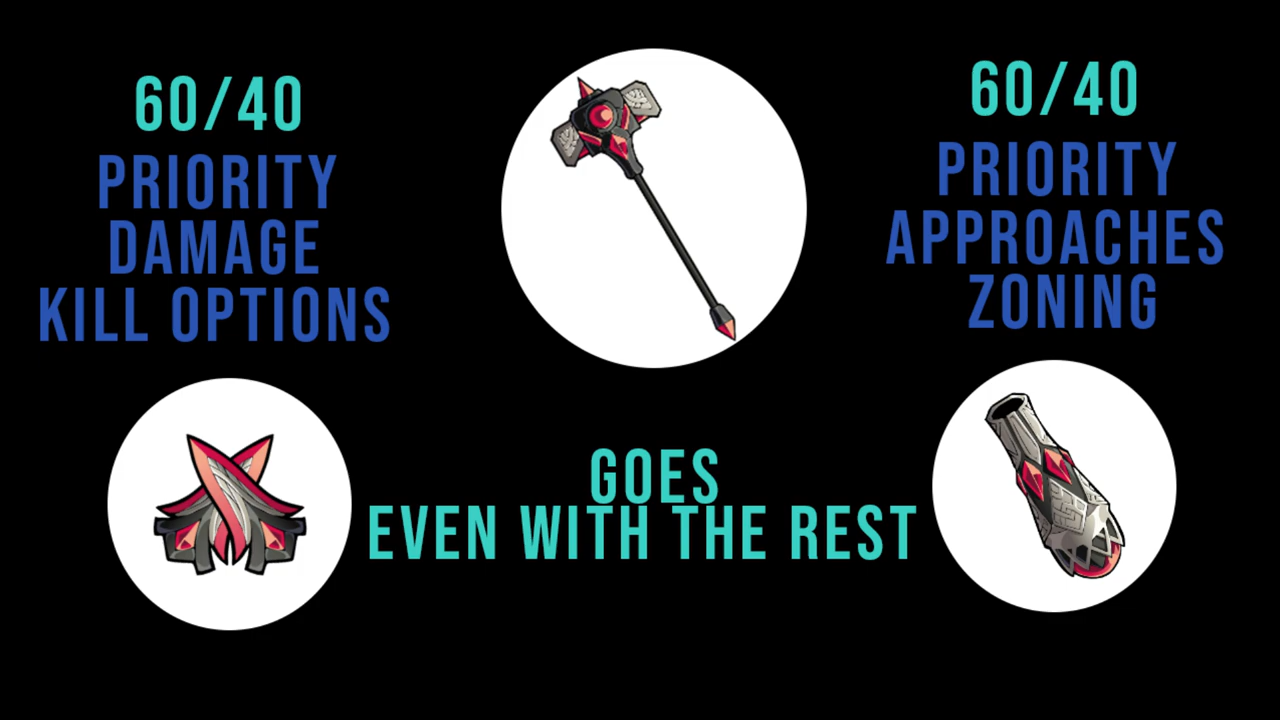 60/40
PRIORITY
DAMAGE
KILL OPTIONS
60/40
PRIORITY
APPROACHES
ZONING
GOES
EVEN WITH THE REST